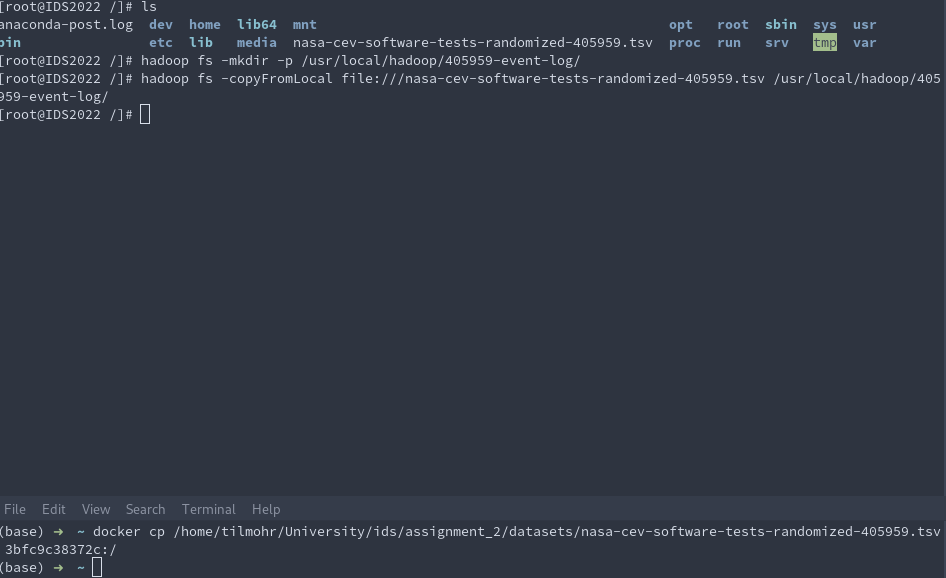 [root@IDS2022 /]# ls
anaconda-post.log  dev  home  lib64  mnt                                            opt   root  sbin  sys  usr
bin                etc  lib   media  nasa-cev-software-tests-randomized-405959.tsv  proc  run   srv   tmp  var
[root@IDS2022 /]# hadoop fs -mkdir -p /usr/local/hadoop/405959-event-log/
[root@IDS2022 /]# hadoop fs -copyFromLocal file:///nasa-cev-software-tests-randomized-405959.tsv /usr/local/hadoop/405
959-event-log/
[root@IDS2022 /]#
File Edit View Search Terminal Help
(base) ➜  ~ docker cp /home/tilmohr/University/ids/assignment_2/datasets/nasa-cev-software-tests-randomized-405959.tsv
3bfc9c38372c:/
(base) ➜  ~